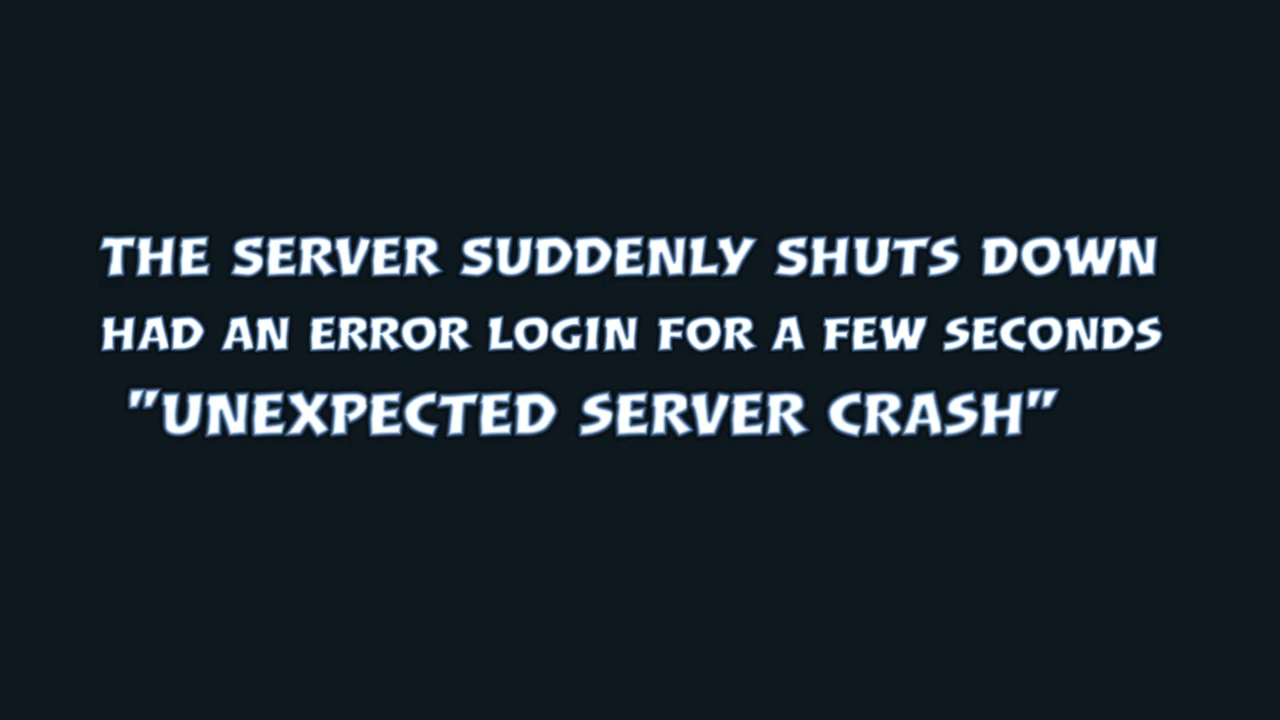 THE SERVER SUDDENLY SHUTS DOWN
HAD AN ERROR LOGIN FOR A FEW SECONDS
"UNEXPECTED SERVER CRASH"